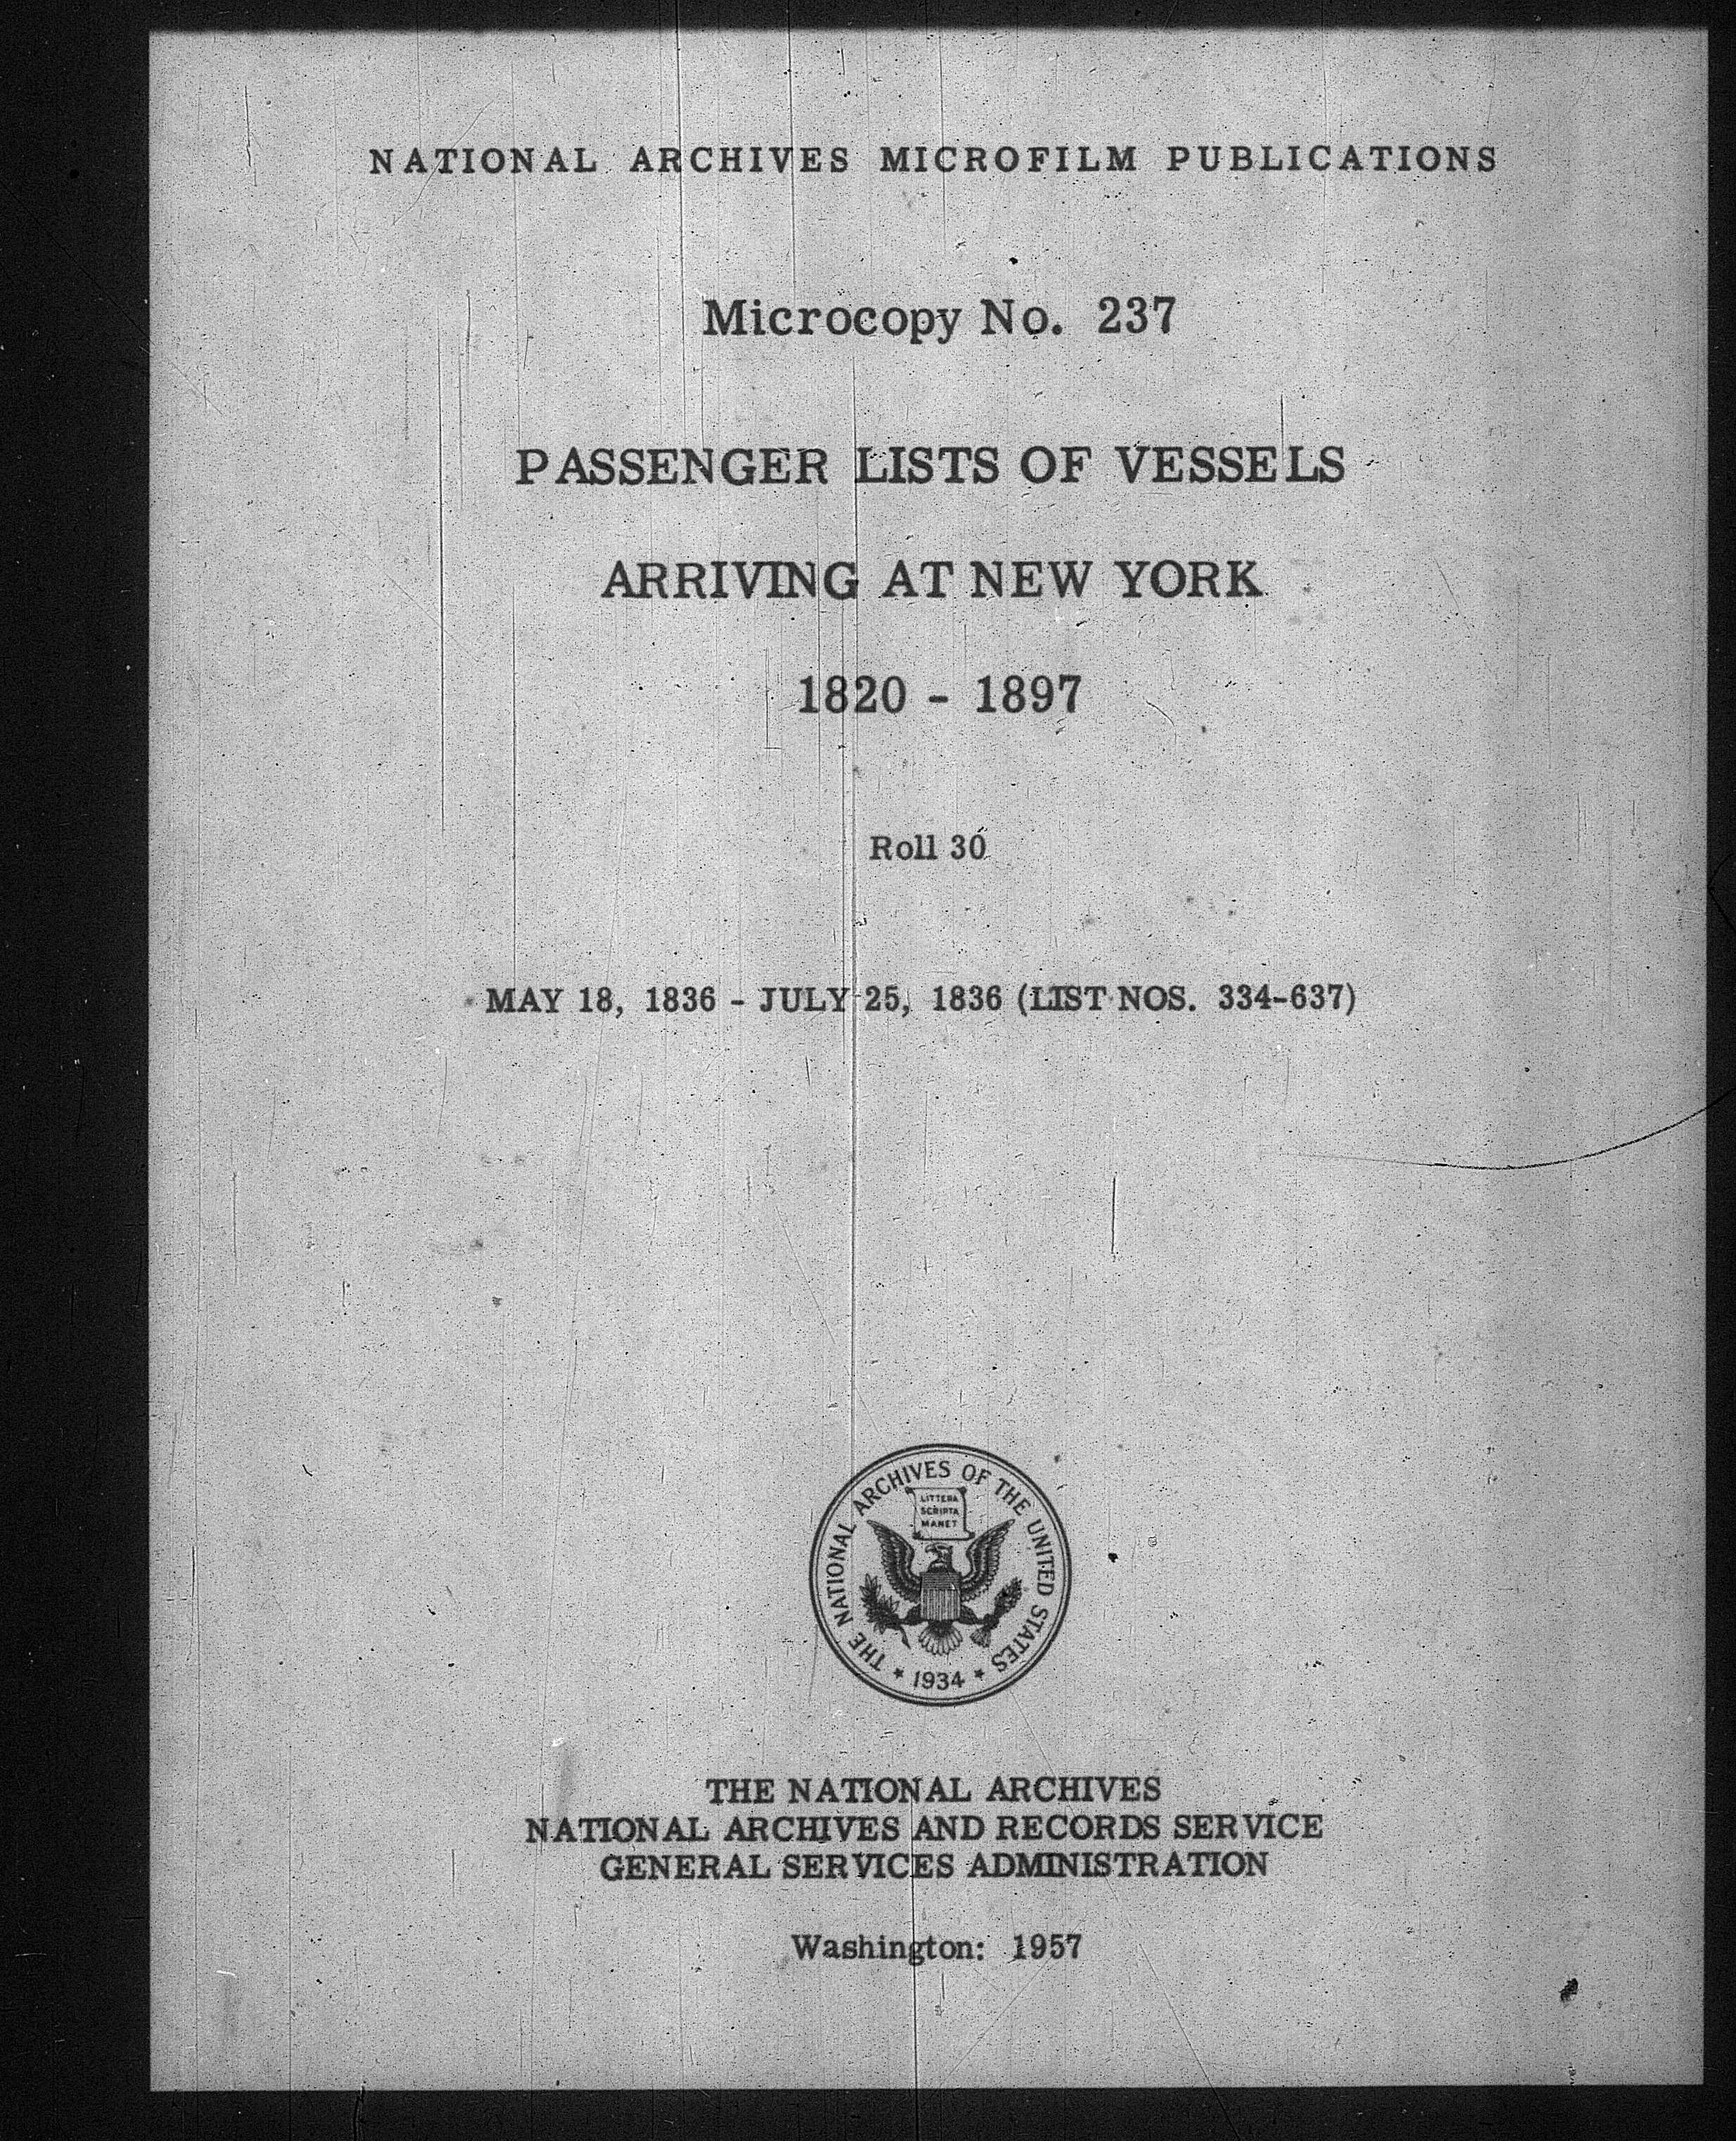 NATIONAL ARCHIVES MICROFILM PUBLICATIONS
Microcopy No. 237
PASSENGER LISTS OF VESSELS
ARRIVING AT NEW YORK
1820 - 1897
Roll 30
MAY 18, 1836 - JULY 25, 1836 (LIST NOS. 334-637)
THE NATIONAL ARCHIVES OF THE UNITED STATES
LITTERA
SCRIPTA
MANET
★ 1934 ★
THE NATIONAL ARCHIVES
NATIONAL ARCHIVES AND RECORDS SERVICE
GENERAL SERVICES ADMINISTRATION
Washington: 1957